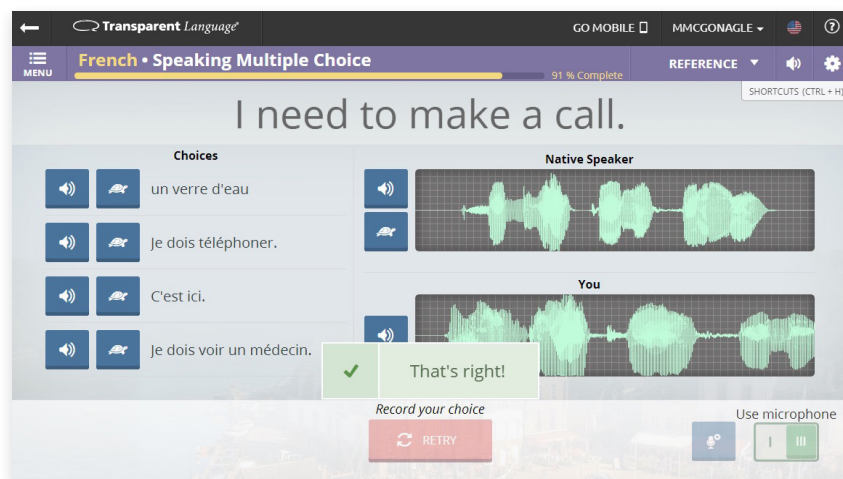 Transparent Language®
GO MOBILE
MMCGONAGLE
MENU
French • Speaking Multiple Choice
91 % Complete
REFERENCE
SHORTCUTS (CTRL + H)
I need to make a call.
Choices
un verre d'eau
Je dois téléphoner.
C'est ici.
Je dois voir un médecin.
Native Speaker
You
That's right!
Record your choice
RETRY
Use microphone